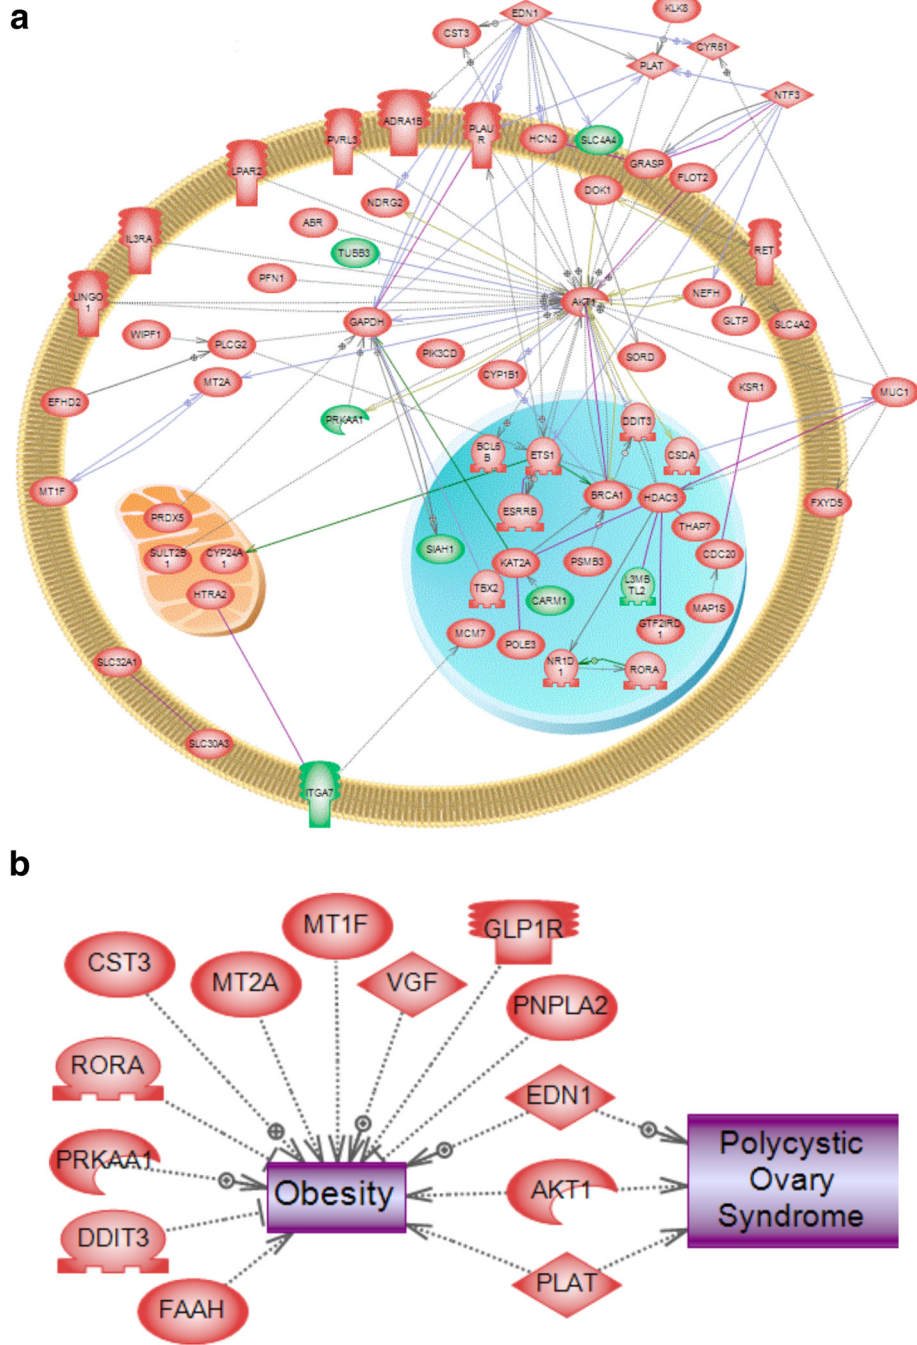 a
EDN1
KLK8
CST3
CYR61
PLAT
NTF3
ADRA1B
PLAU
R
PVRL3
HCN2
SLC4A4
GRASP
LPAR2
FLOT2
DOK1
NDRG2
ABR
IL3RA
TUBB3
RET
PFN1
NEFH
LINGO
1
AKT1
GLTP
SLC4A2
GAPDH
WIPF1
PLCG2
PIK3CD
SORD
CYP1B1
MT2A
KSR1
MUC1
EFHD2
PRKAA1
DDIT3
BCL6
B
ETS1
CSDA
MT1F
BRCA1
HDAC3
FXYD5
PRDX5
ESRRB
THAP7
SIAH1
CDC20
SULT2B
1
CYP24A
1
KAT2A
PSMB3
L3MB
TL2
TBX2
CARM1
HTRA2
MAP1S
MCM7
POLE3
GTF2IRD
1
SLC32A1
NR1D
1
RORA
SLC30A3
ITGA7
b
MT1F
GLP1R
CST3
MT2A
VGF
PNPLA2
RORA
EDN1
PRKAA1
Obesity
AKT1
Polycystic
Ovary
Syndrome
DDIT3
PLAT
FAAH